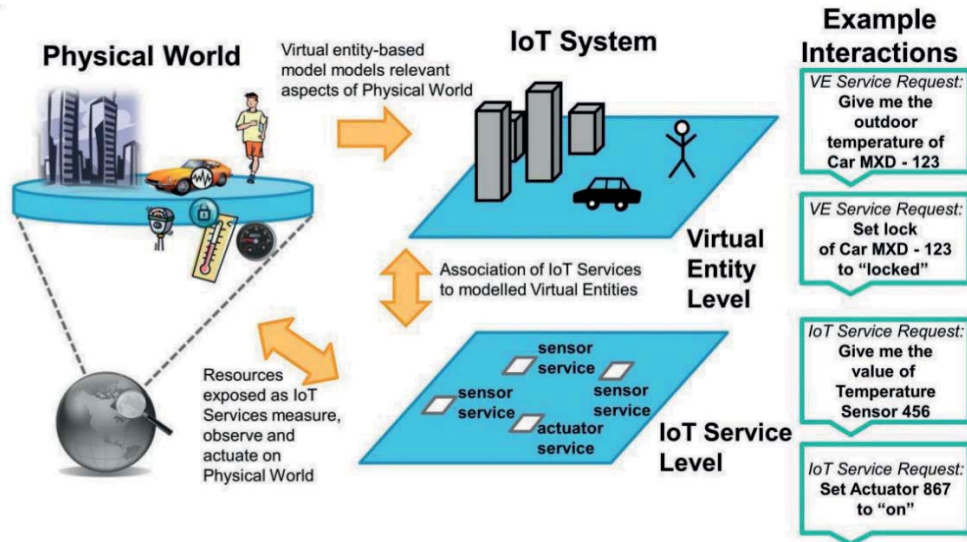 Physical World
Virtual entity-based
model models relevant
aspects of Physical World
IoT System
Virtual
Entity
Level
Association of IoT Services
to modelled Virtual Entities
Resources
exposed as IoT
Services measure,
observe and
actuate on
Physical World
sensor
service
sensor
service
sensor
service
actuator
service
IoT Service
Level
Example
Interactions
VE Service Request:
Give me the
outdoor
temperature of
Car MXD - 123
VE Service Request:
Set lock
of Car MXD - 123
to “locked”
IoT Service Request:
Give me the
value of
Temperature
Sensor 456
IoT Service Request:
Set Actuator 867
to “on”